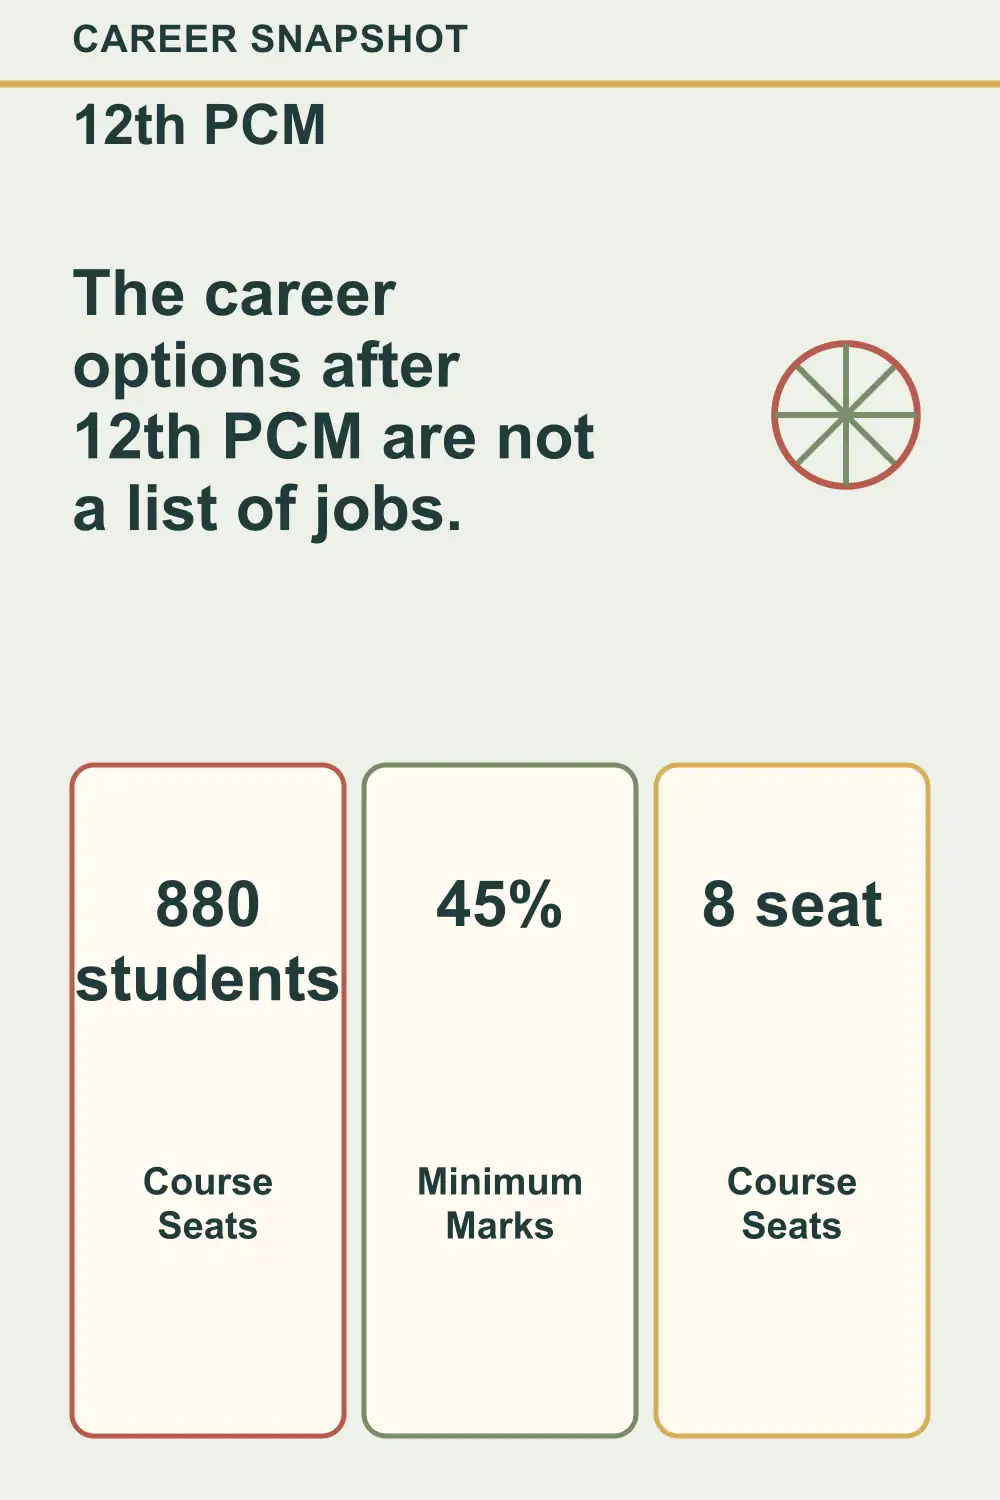 CAREER SNAPSHOT
12th PCM
The career
options after
12th PCM are not
a list of jobs.
880
students
Course
Seats
45%
Minimum
Marks
8 seat
Course
Seats